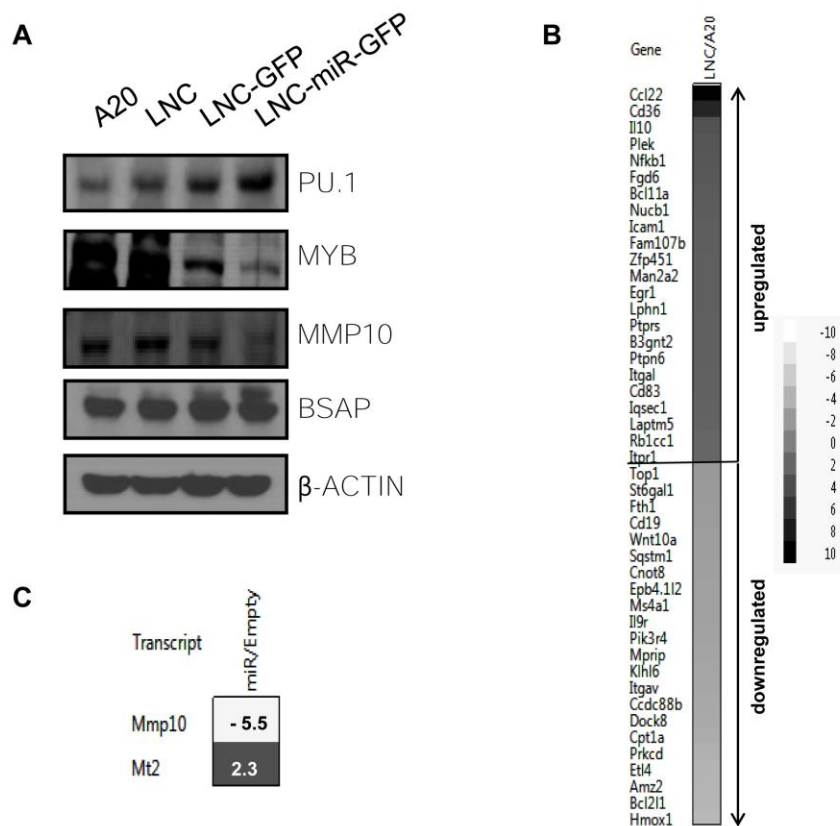 A
A20
LNC
LNC-GFP
LNC-miR-GFP
PU.1
MYB
MMP10
BSAP
β-ACTIN
B
Gene
LNC/A20
Ccl22
Cd36
Il10
Plek
Nfkb1
Fgd6
Bcl11a
Nucb1
Icam1
Fam107b
Zfp451
Man2a2
Egr1
Lphn1
Ptprs
B3gnt2
Ptpn6
Itgal
Cd83
Iqsec1
Laptm5
Rb1cc1
Itpr1
Top1
St6gal1
Fth1
Cd19
Wnt10a
Sqstm1
Cnot8
Epb4.1l2
Ms4a1
Il9r
Pik3r4
Mprip
Klhl6
Itgav
Ccdc88b
Dock8
Cpt1a
Prkcd
Etl4
Amz2
Bcl2l1
Hmox1
upregulated
downregulated
-10
-8
-6
-4
-2
0
2
4
6
8
10
C
Transcript
miR/Empty
Mmp10
- 5.5
Mt2
2.3